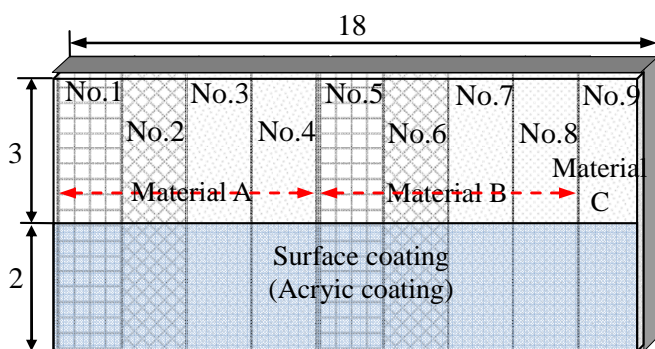 18
No.1
No.3
No.5
No.7
No.9
No.2
No.4
No.6
No.8
3
Material A
Material B
Material
C
2
Surface coating
(Acryic coating)